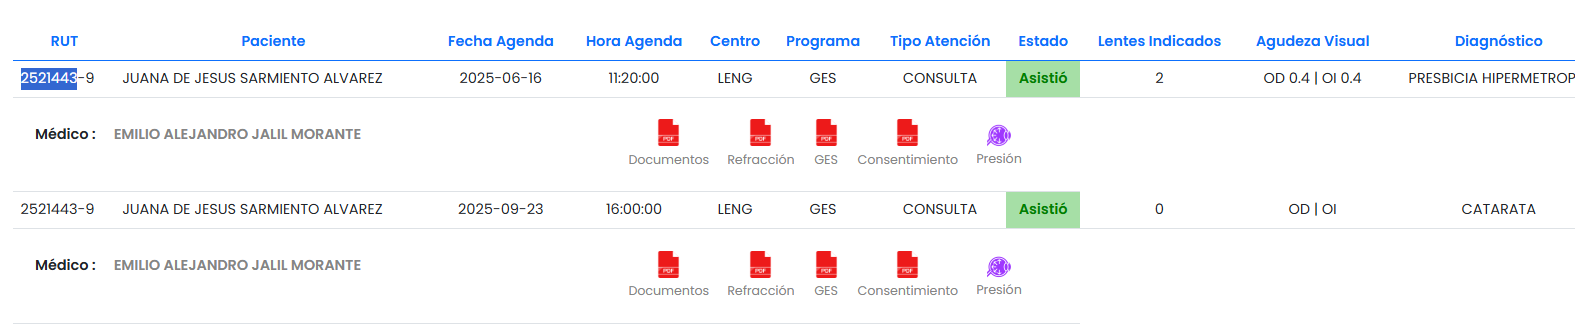 RUT Paciente Fecha Agenda Hora Agenda Centro Programa Tipo Atención Estado Lentes Indicados Agudeza Visual Diagnóstico
2521443-9 JUANA DE JESUS SARMIENTO ALVAREZ 2025-06-16 11:20:00 LENG GES CONSULTA Asistió 2 OD 0.4 | OI 0.4 PRESBICIA HIPERMETROP
Médico : EMILIO ALEJANDRO JALIL MORANTE
PDF PDF PDF PDF
Documentos Refracción GES Consentimiento Presión
2521443-9 JUANA DE JESUS SARMIENTO ALVAREZ 2025-09-23 16:00:00 LENG GES CONSULTA Asistió 0 OD | OI CATARATA
Médico : EMILIO ALEJANDRO JALIL MORANTE
PDF PDF PDF PDF
Documentos Refracción GES Consentimiento Presión